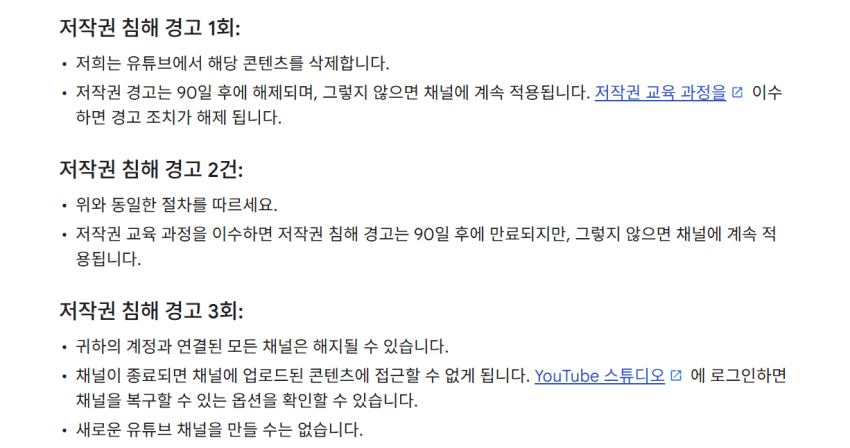 저작권 침해 경고 1회:
• 저희는 유튜브에서 해당 콘텐츠를 삭제합니다.
• 저작권 경고는 90일 후에 해제되며, 그렇지 않으면 채널에 계속 적용됩니다. 저작권 교육 과정을 이수
하면 경고 조치가 해제 됩니다.
저작권 침해 경고 2건:
• 위와 동일한 절차를 따르세요.
• 저작권 교육 과정을 이수하면 저작권 침해 경고는 90일 후에 만료되지만, 그렇지 않으면 채널에 계속 적
용됩니다.
저작권 침해 경고 3회:
• 귀하의 계정과 연결된 모든 채널은 해지될 수 있습니다.
• 채널이 종료되면 채널에 업로드된 콘텐츠에 접근할 수 없게 됩니다. YouTube 스튜디오 에 로그인하면
채널을 복구할 수 있는 옵션을 확인할 수 있습니다.
• 새로운 유튜브 채널을 만들 수는 없습니다.